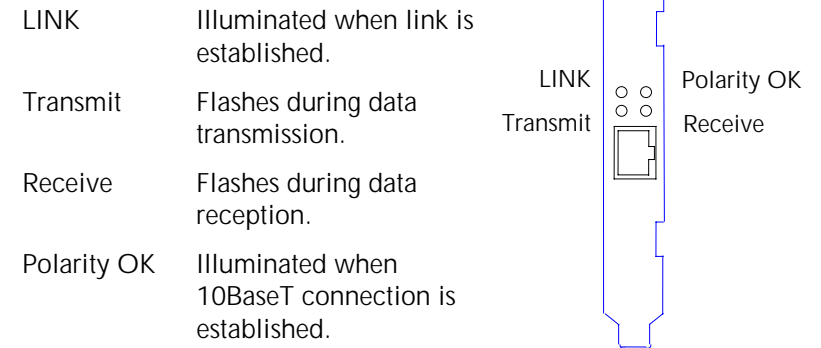 LINK Illuminated when link is
established.
Transmit Flashes during data
transmission.
Receive Flashes during data
reception.
Polarity OK Illuminated when
10BaseT connection is
established.
LINK Polarity OK
Transmit Receive